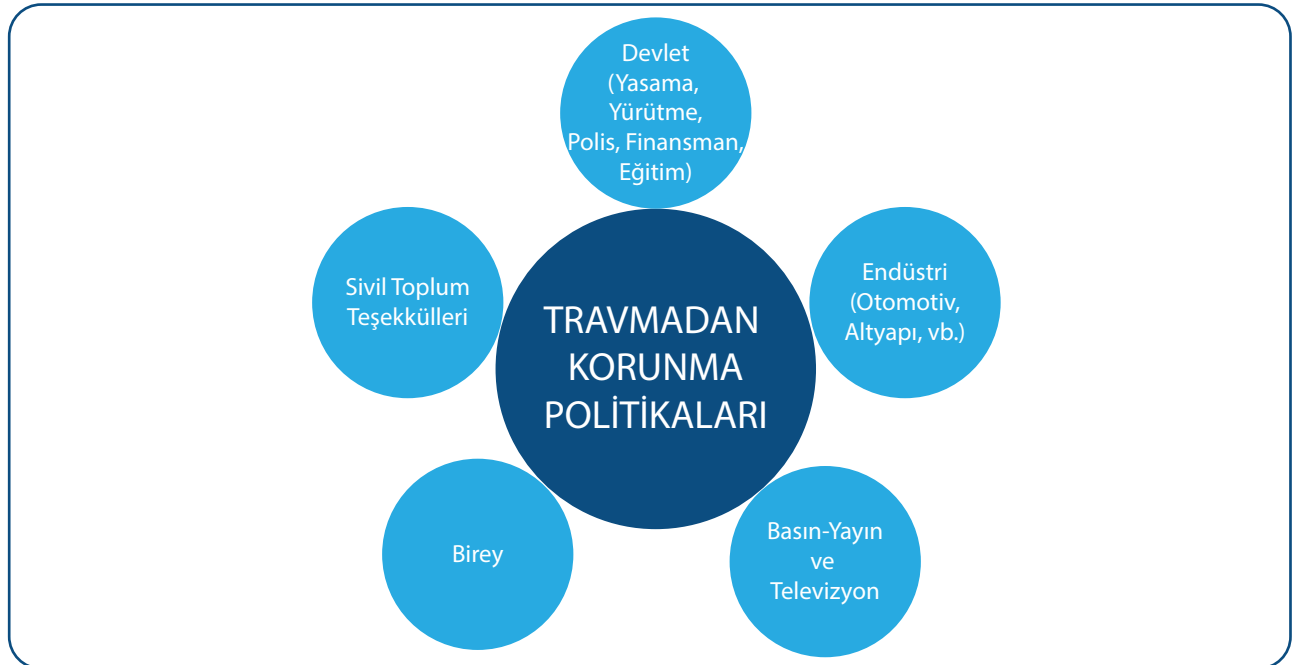 Devlet
(Yasama,
Yürütme,
Polis, Finansman,
Eğitim)
Sivil Toplum
Teşekkülleri
Endüstri
(Otomotiv,
Altyapı, vb.)
TRAVMADAN
KORUNMA
POLİTİKALARI
Birey
Basın-Yayın
ve
Televizyon